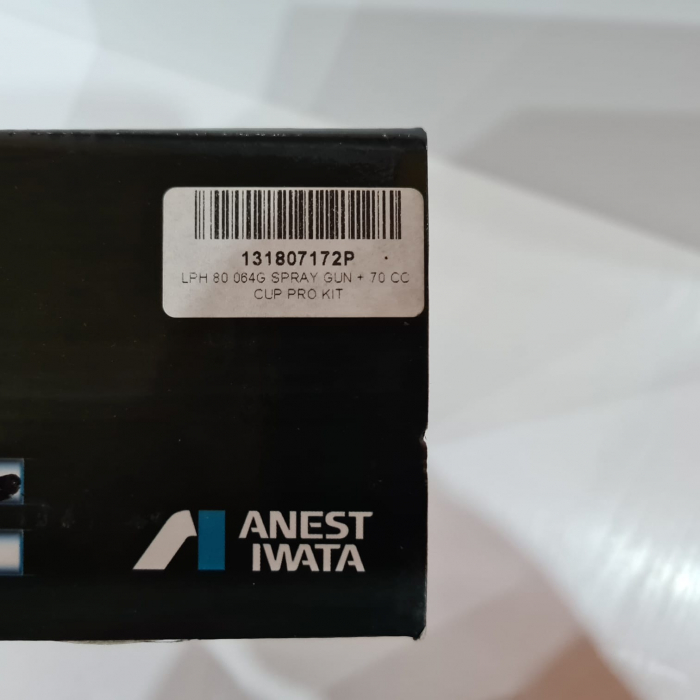 131807172P
LPH 80 064G SPRAY GUN + 70 CC
CUP PRO KIT
ANEST
IWATA